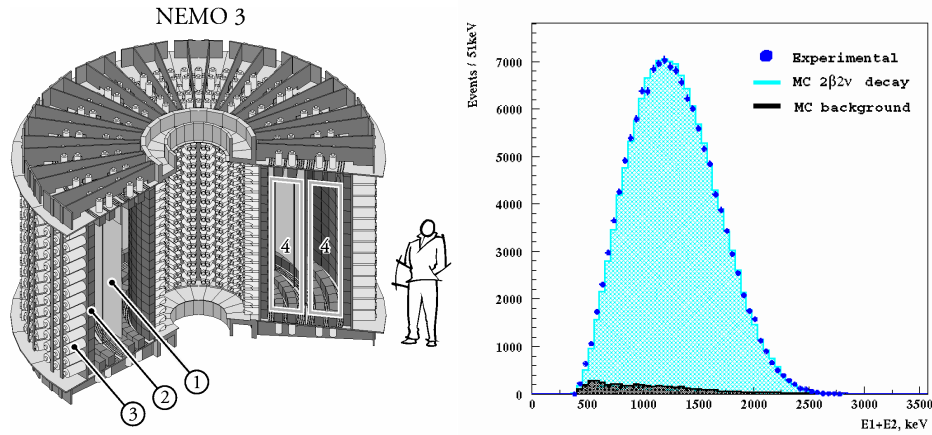 NEMO 3
4 4
1
2
3
Events / 51keV
7000
6000
5000
4000
3000
2000
1000
0
Experimental
MC 2β2ν decay
MC background
0 500 1000 1500 2000 2500 3000 3500
E1+E2, keV